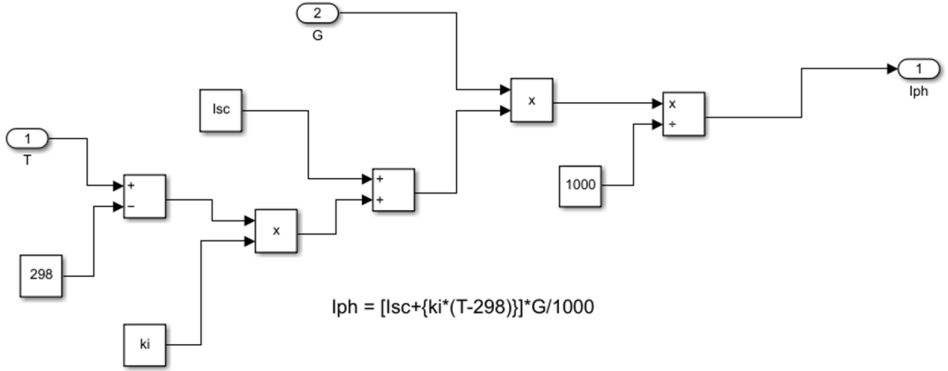 2
G
Isc
x
x
÷
1
Iph
1
T
+
−
+
+
1000
x
298
ki
Iph = [Isc+{ki*(T-298)}]*G/1000